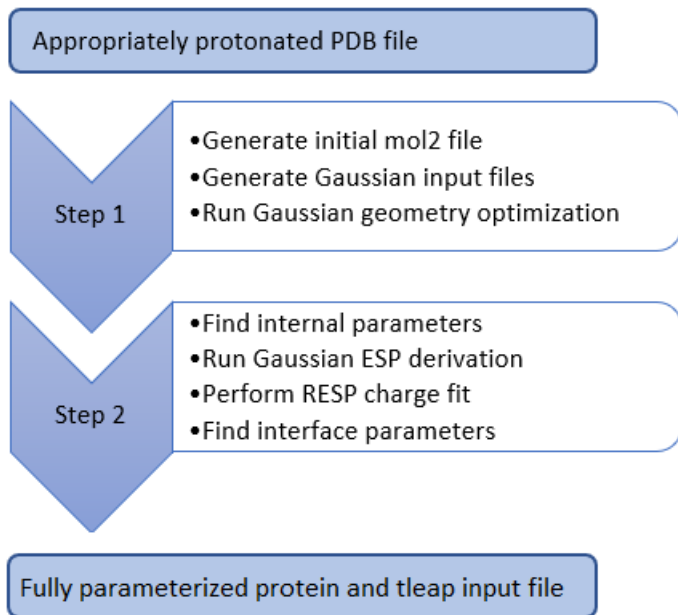 Appropriately protonated PDB file
Step 1
•Generate initial mol2 file
•Generate Gaussian input files
•Run Gaussian geometry optimization
Step 2
•Find internal parameters
•Run Gaussian ESP derivation
•Perform RESP charge fit
•Find interface parameters
Fully parameterized protein and tleap input file